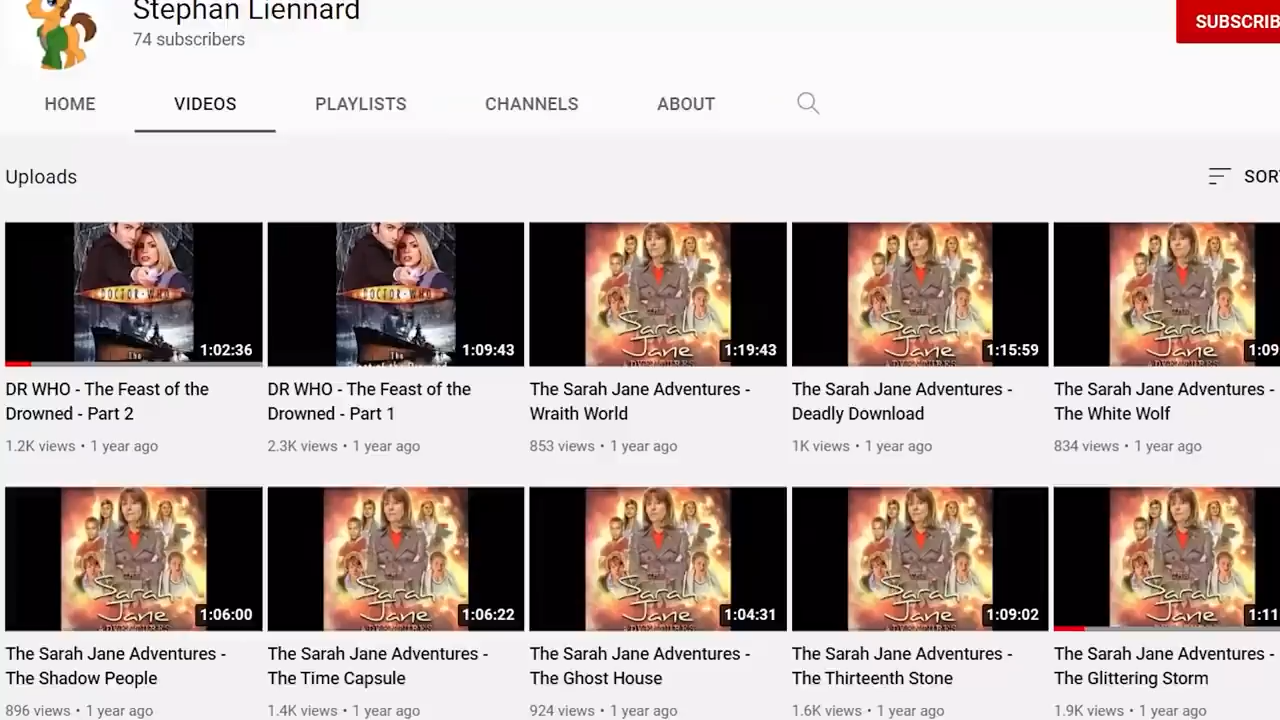 Stephan Liennard
74 subscribers
SUBSCRIB
HOME VIDEOS PLAYLISTS CHANNELS ABOUT
Uploads
SORT
DOCTOR·WHO
The
1:02:36
DOCTOR·WHO
1:09:43
Sarah
Jane
1:19:43
Sarah
Jane
1:15:59
Sarah
Jane
1:09
DR WHO - The Feast of the
Drowned - Part 2
1.2K views • 1 year ago
DR WHO - The Feast of the
Drowned - Part 1
2.3K views • 1 year ago
The Sarah Jane Adventures -
Wraith World
853 views • 1 year ago
The Sarah Jane Adventures -
Deadly Download
1K views • 1 year ago
The Sarah Jane Adventures -
The White Wolf
834 views • 1 year ago
Sarah
Jane
1:06:00
Sarah
Jane
1:06:22
Sarah
Jane
1:04:31
Sarah
Jane
1:09:02
Sarah
Jane
1:11
The Sarah Jane Adventures -
The Shadow People
896 views • 1 year ago
The Sarah Jane Adventures -
The Time Capsule
1.4K views • 1 year ago
The Sarah Jane Adventures -
The Ghost House
924 views • 1 year ago
The Sarah Jane Adventures -
The Thirteenth Stone
1.6K views • 1 year ago
The Sarah Jane Adventures -
The Glittering Storm
1.9K views • 1 year ago